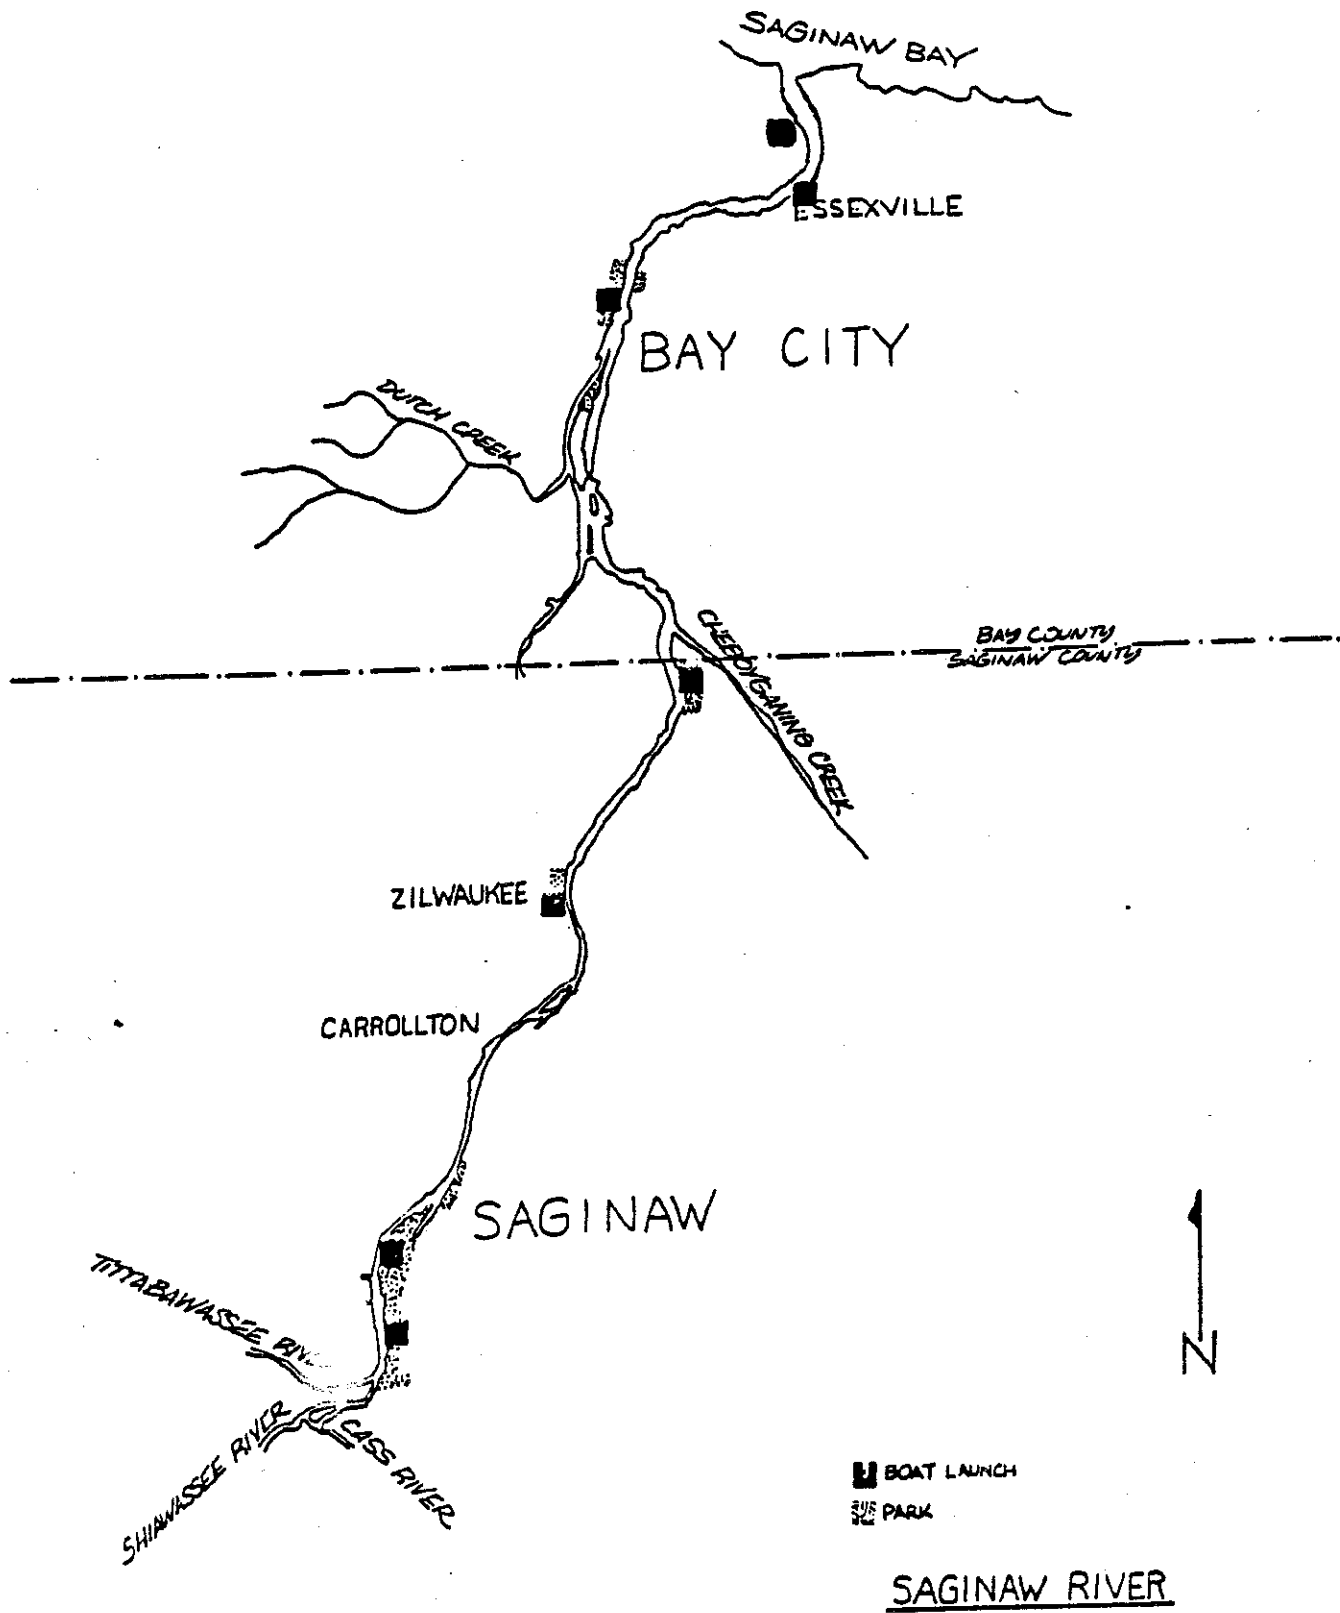 SAGINAW BAY
ESSEXVILLE
BAY CITY
DUTCH CREEK
CHEBOYGANING CREEK
BAY COUNTY
SAGINAW COUNTY
ZILWAUKEE
CARROLLTON
SAGINAW
TITTABAWASSEE
SHIAWASSEE RIVER
CASS RIVER
N
BOAT LAUNCH
PARK
SAGINAW RIVER